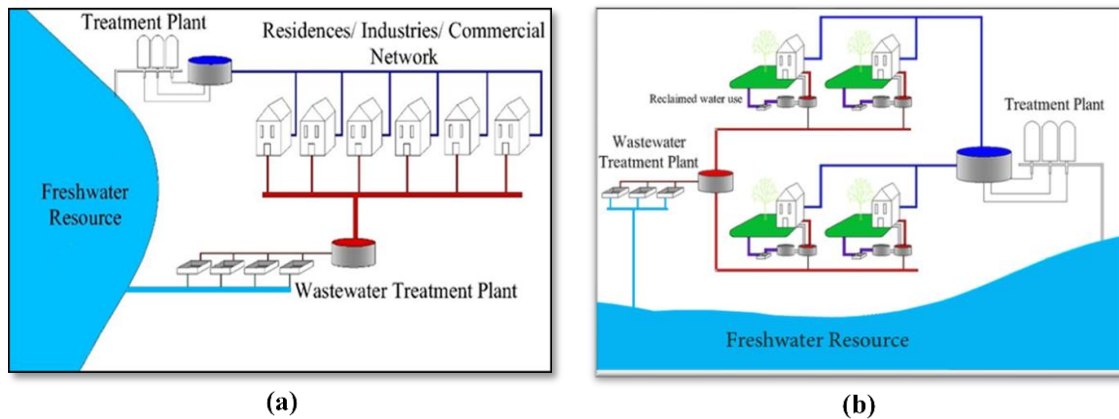 Treatment Plant
Residences/ Industries/ Commercial
Network
Freshwater
Resource
Wastewater Treatment Plant
(a)
Reclaimed water use
Treatment Plant
Wastewater
Treatment Plant
Freshwater Resource
(b)